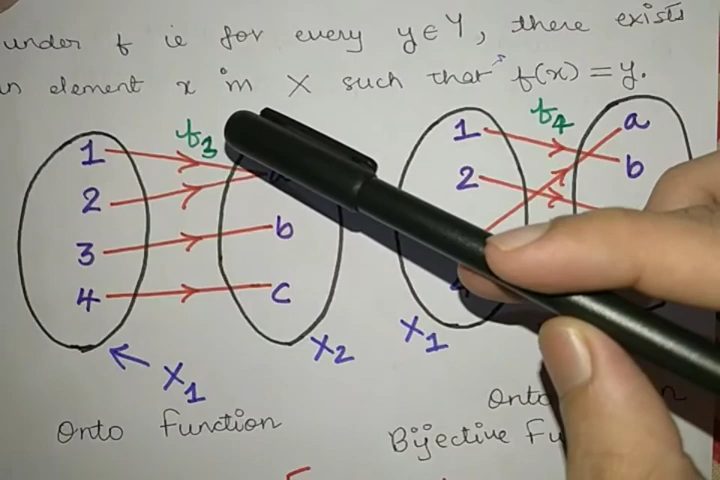 under f ie for every y∈Y, there exists
an element x in X such that f(x) = y.
f3 f4
1 1 a
2 2 b
3 b
4 c
X1 X2 X1
Onto function Onto
Bijective Fu